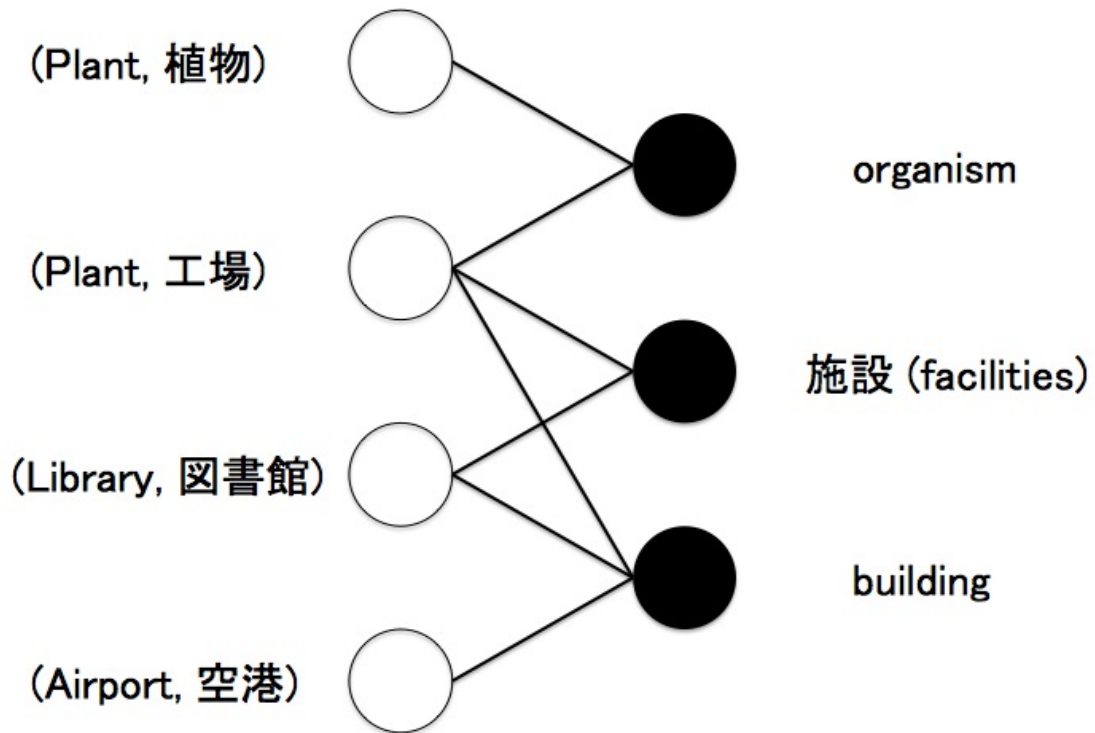 (Plant, 植物)
organism
(Plant, 工場)
施設 (facilities)
(Library, 図書館)
building
(Airport, 空港)